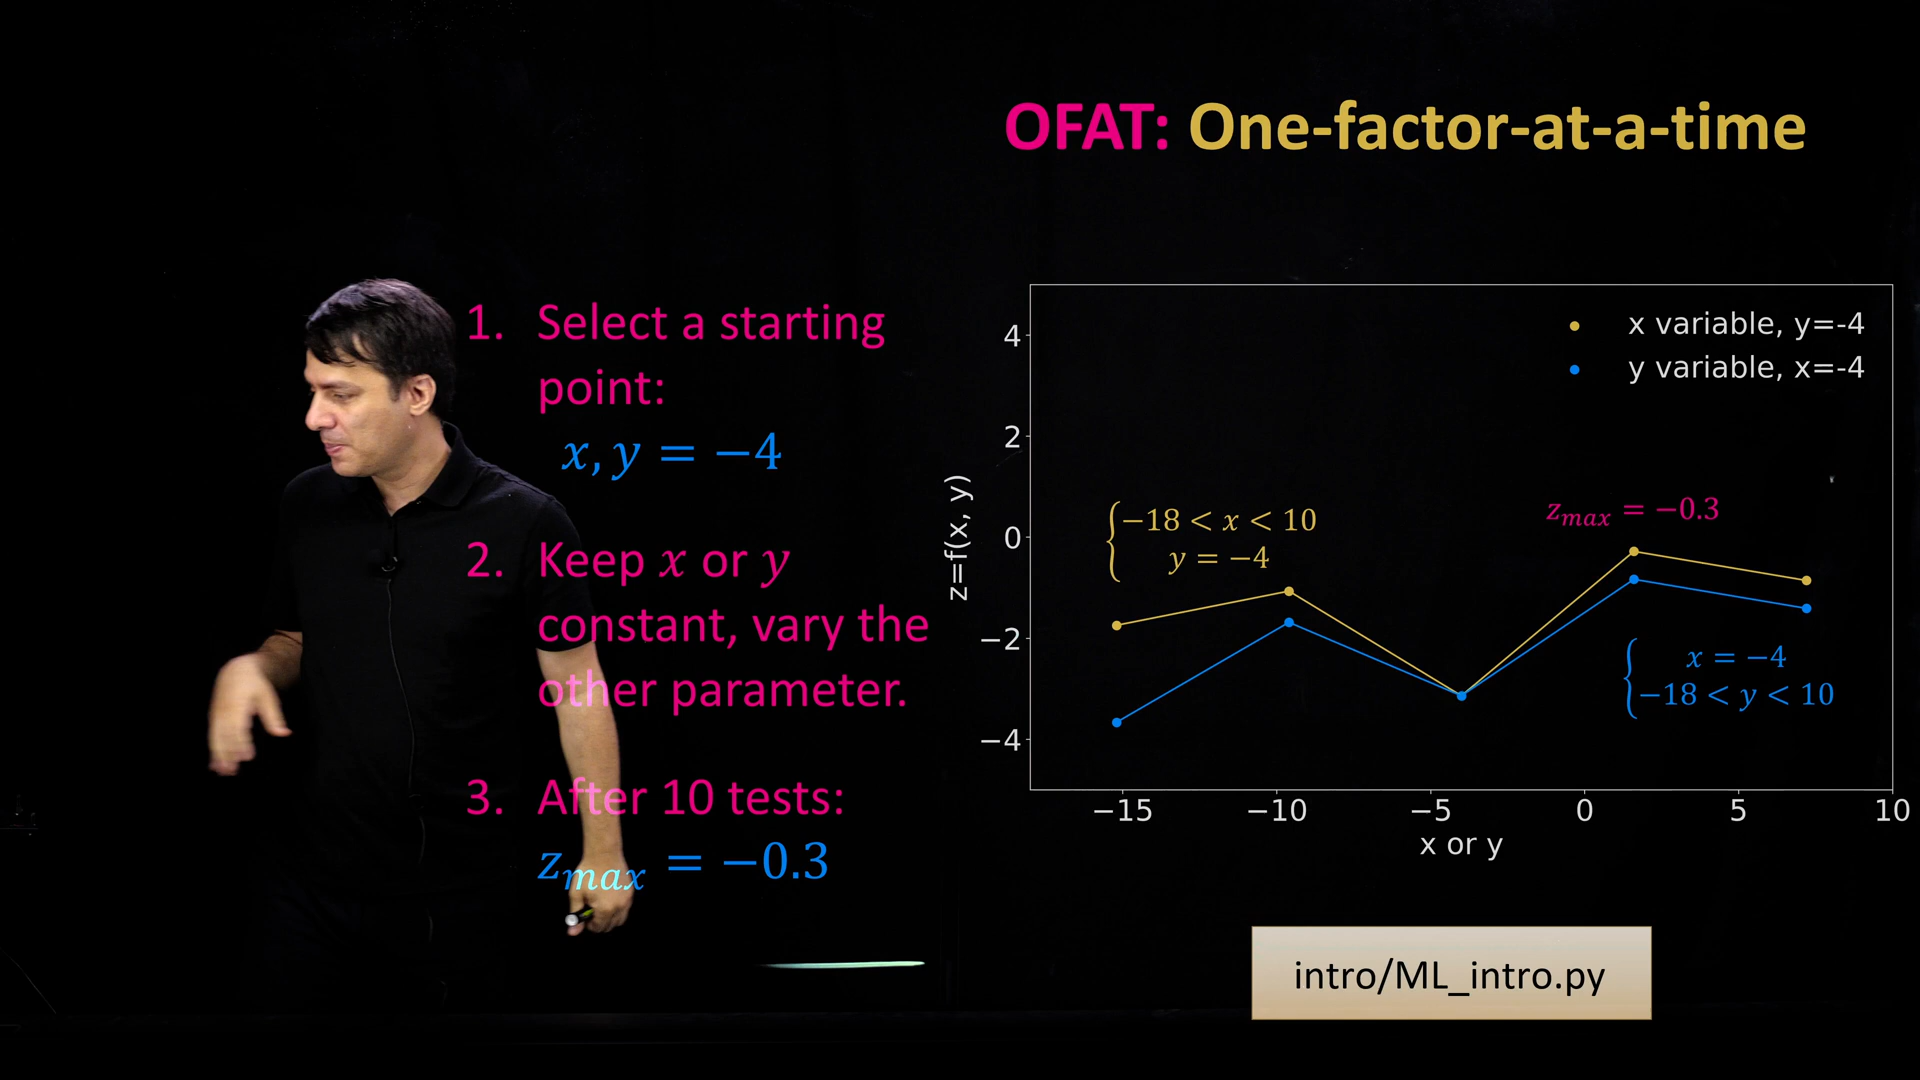 OFAT: One-factor-at-a-time
1. Select a starting
point:
x, y = −4
2. Keep x or y
constant, vary the
other parameter.
3. After 10 tests:
z_max = −0.3
x variable, y=-4
y variable, x=-4
z=f(x, y)
4
2
0
−2
−4
{−18 < x < 10
y = −4
z_max = −0.3
{x = −4
−18 < y < 10
−15 −10 −5 0 5 10
x or y
intro/ML_intro.py